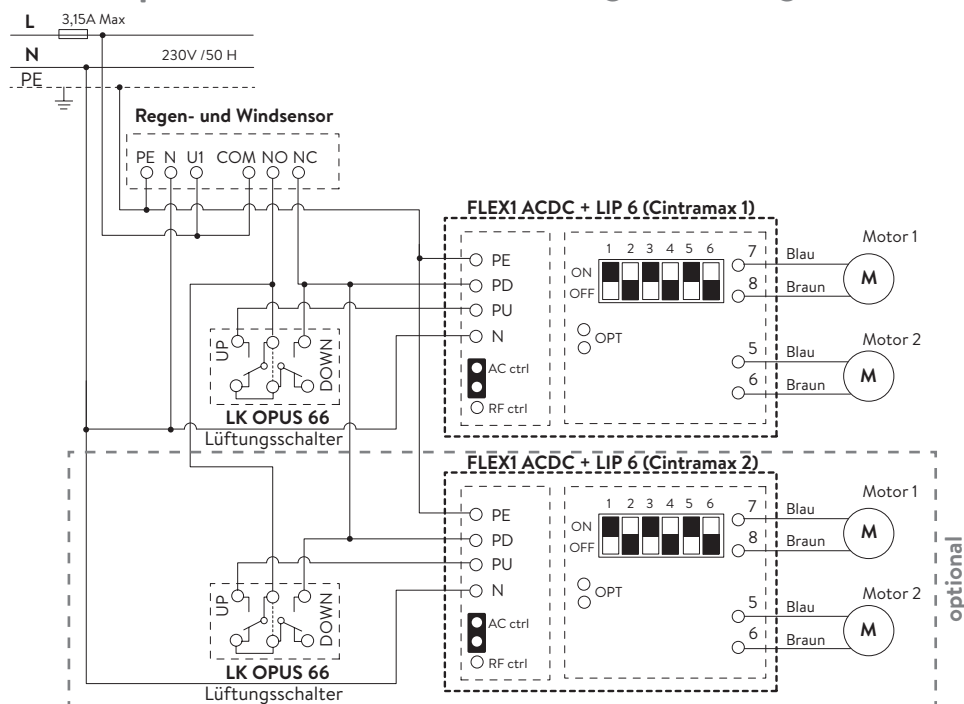 L 3,15A Max
N 230V /50 H
PE
Regen- und Windsensor
PE N U1 COM NO NC
FLEX1 ACDC + LIP 6 (Cintramax 1)
PE
PD
PU
N
AC ctrl
RF ctrl
1 2 3 4 5 6
ON
OFF
OPT
7 Blau
8 Braun
Motor 1
M
5 Blau
6 Braun
Motor 2
M
UP
DOWN
LK OPUS 66
Lüftungsschalter
FLEX1 ACDC + LIP 6 (Cintramax 2)
PE
PD
PU
N
AC ctrl
RF ctrl
1 2 3 4 5 6
ON
OFF
OPT
7 Blau
8 Braun
Motor 1
M
5 Blau
6 Braun
Motor 2
M
UP
DOWN
LK OPUS 66
Lüftungsschalter
optional